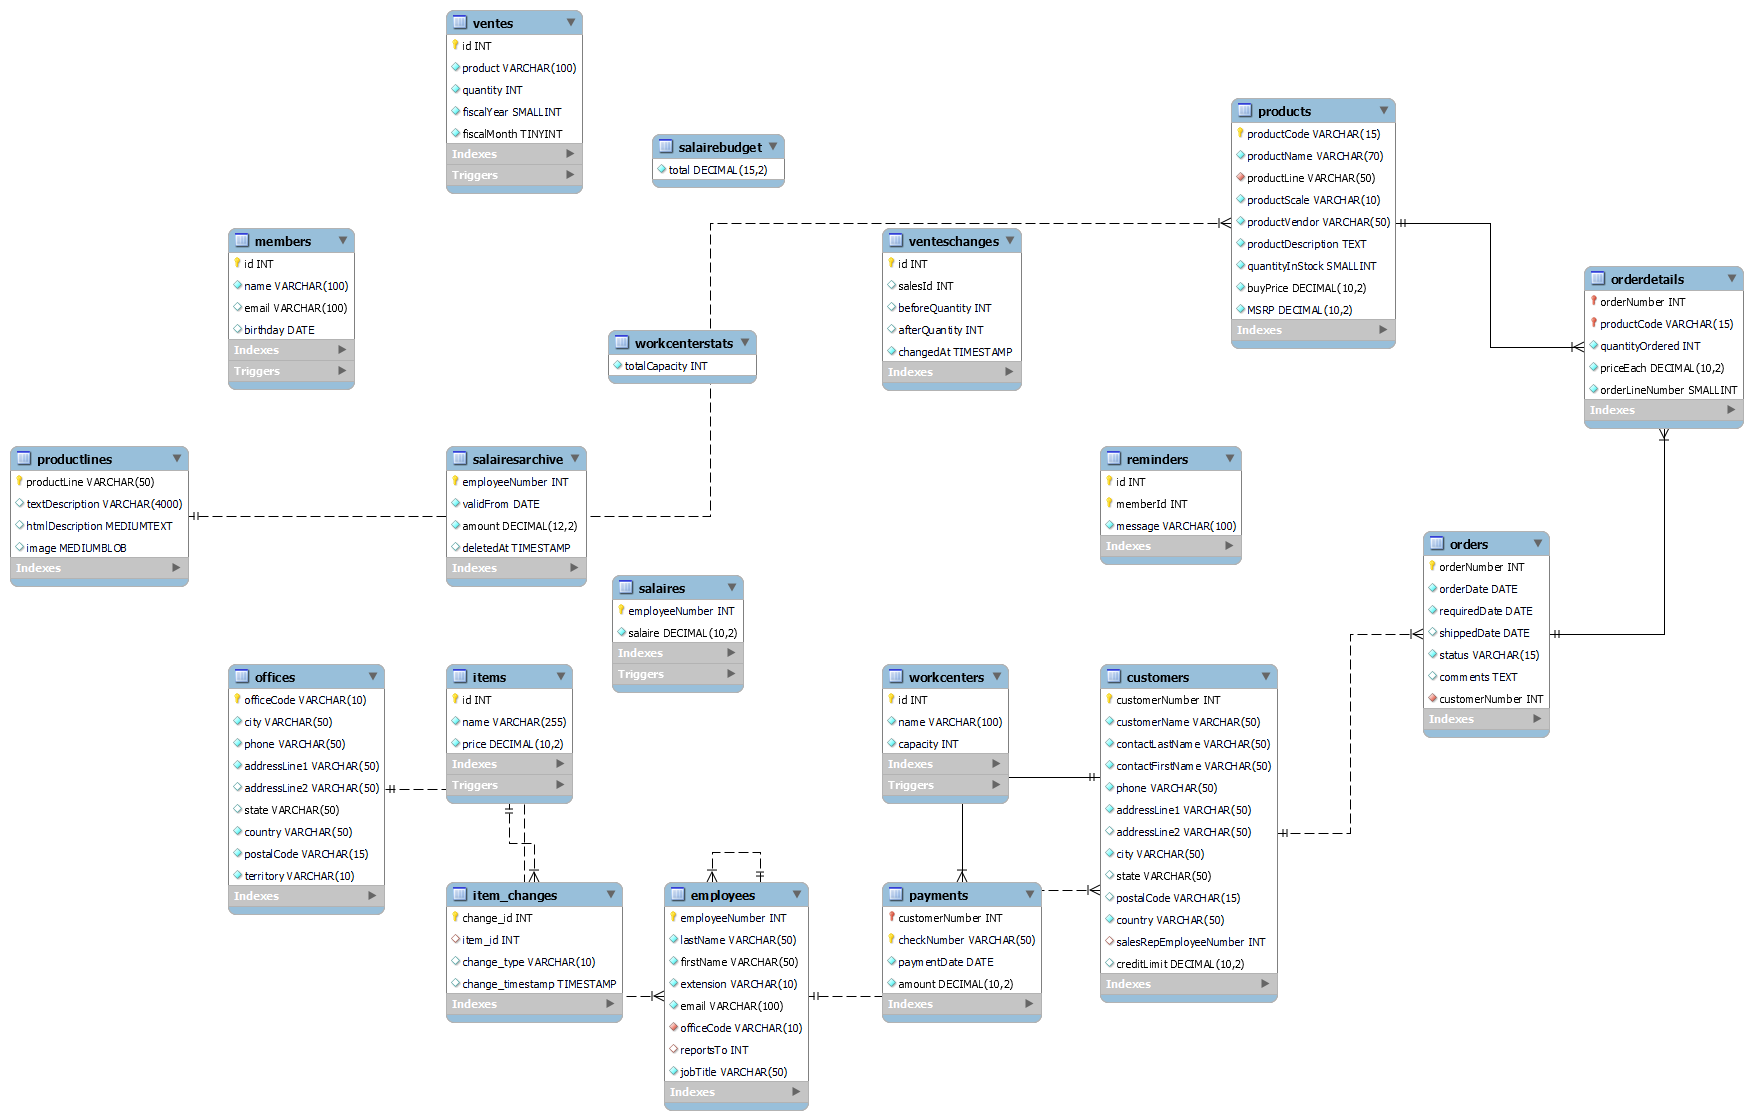 ventes
id INT
product VARCHAR(100)
quantity INT
fiscalYear SMALLINT
fiscalMonth TINYINT
Indexes
Triggers
salairebudget
total DECIMAL(15,2)
products
productCode VARCHAR(15)
productName VARCHAR(70)
productLine VARCHAR(50)
productScale VARCHAR(10)
productVendor VARCHAR(50)
productDescription TEXT
quantityInStock SMALLINT
buyPrice DECIMAL(10,2)
MSRP DECIMAL(10,2)
Indexes
members
id INT
name VARCHAR(100)
email VARCHAR(100)
birthday DATE
Indexes
Triggers
venteschanges
id INT
salesId INT
beforeQuantity INT
afterQuantity INT
changedAt TIMESTAMP
Indexes
orderdetails
orderNumber INT
productCode VARCHAR(15)
quantityOrdered INT
priceEach DECIMAL(10,2)
orderLineNumber SMALLINT
Indexes
workcenterstats
totalCapacity INT
productlines
productLine VARCHAR(50)
textDescription VARCHAR(4000)
htmlDescription MEDIUMTEXT
image MEDIUMBLOB
Indexes
salairesarchive
employeeNumber INT
validFrom DATE
amount DECIMAL(12,2)
deletedAt TIMESTAMP
Indexes
reminders
id INT
memberId INT
message VARCHAR(100)
Indexes
orders
orderNumber INT
orderDate DATE
requiredDate DATE
shippedDate DATE
status VARCHAR(15)
comments TEXT
customerNumber INT
Indexes
salaires
employeeNumber INT
salaire DECIMAL(10,2)
Indexes
Triggers
offices
officeCode VARCHAR(10)
city VARCHAR(50)
phone VARCHAR(50)
addressLine1 VARCHAR(50)
addressLine2 VARCHAR(50)
state VARCHAR(50)
country VARCHAR(50)
postalCode VARCHAR(15)
territory VARCHAR(10)
Indexes
items
id INT
name VARCHAR(255)
price DECIMAL(10,2)
Indexes
Triggers
workcenters
id INT
name VARCHAR(100)
capacity INT
Indexes
Triggers
customers
customerNumber INT
customerName VARCHAR(50)
contactLastName VARCHAR(50)
contactFirstName VARCHAR(50)
phone VARCHAR(50)
addressLine1 VARCHAR(50)
addressLine2 VARCHAR(50)
city VARCHAR(50)
state VARCHAR(50)
postalCode VARCHAR(15)
country VARCHAR(50)
salesRepEmployeeNumber INT
creditLimit DECIMAL(10,2)
Indexes
item_changes
change_id INT
item_id INT
change_type VARCHAR(10)
change_timestamp TIMESTAMP
Indexes
employees
employeeNumber INT
lastName VARCHAR(50)
firstName VARCHAR(50)
extension VARCHAR(10)
email VARCHAR(100)
officeCode VARCHAR(10)
reportsTo INT
jobTitle VARCHAR(50)
Indexes
payments
customerNumber INT
checkNumber VARCHAR(50)
paymentDate DATE
amount DECIMAL(10,2)
Indexes